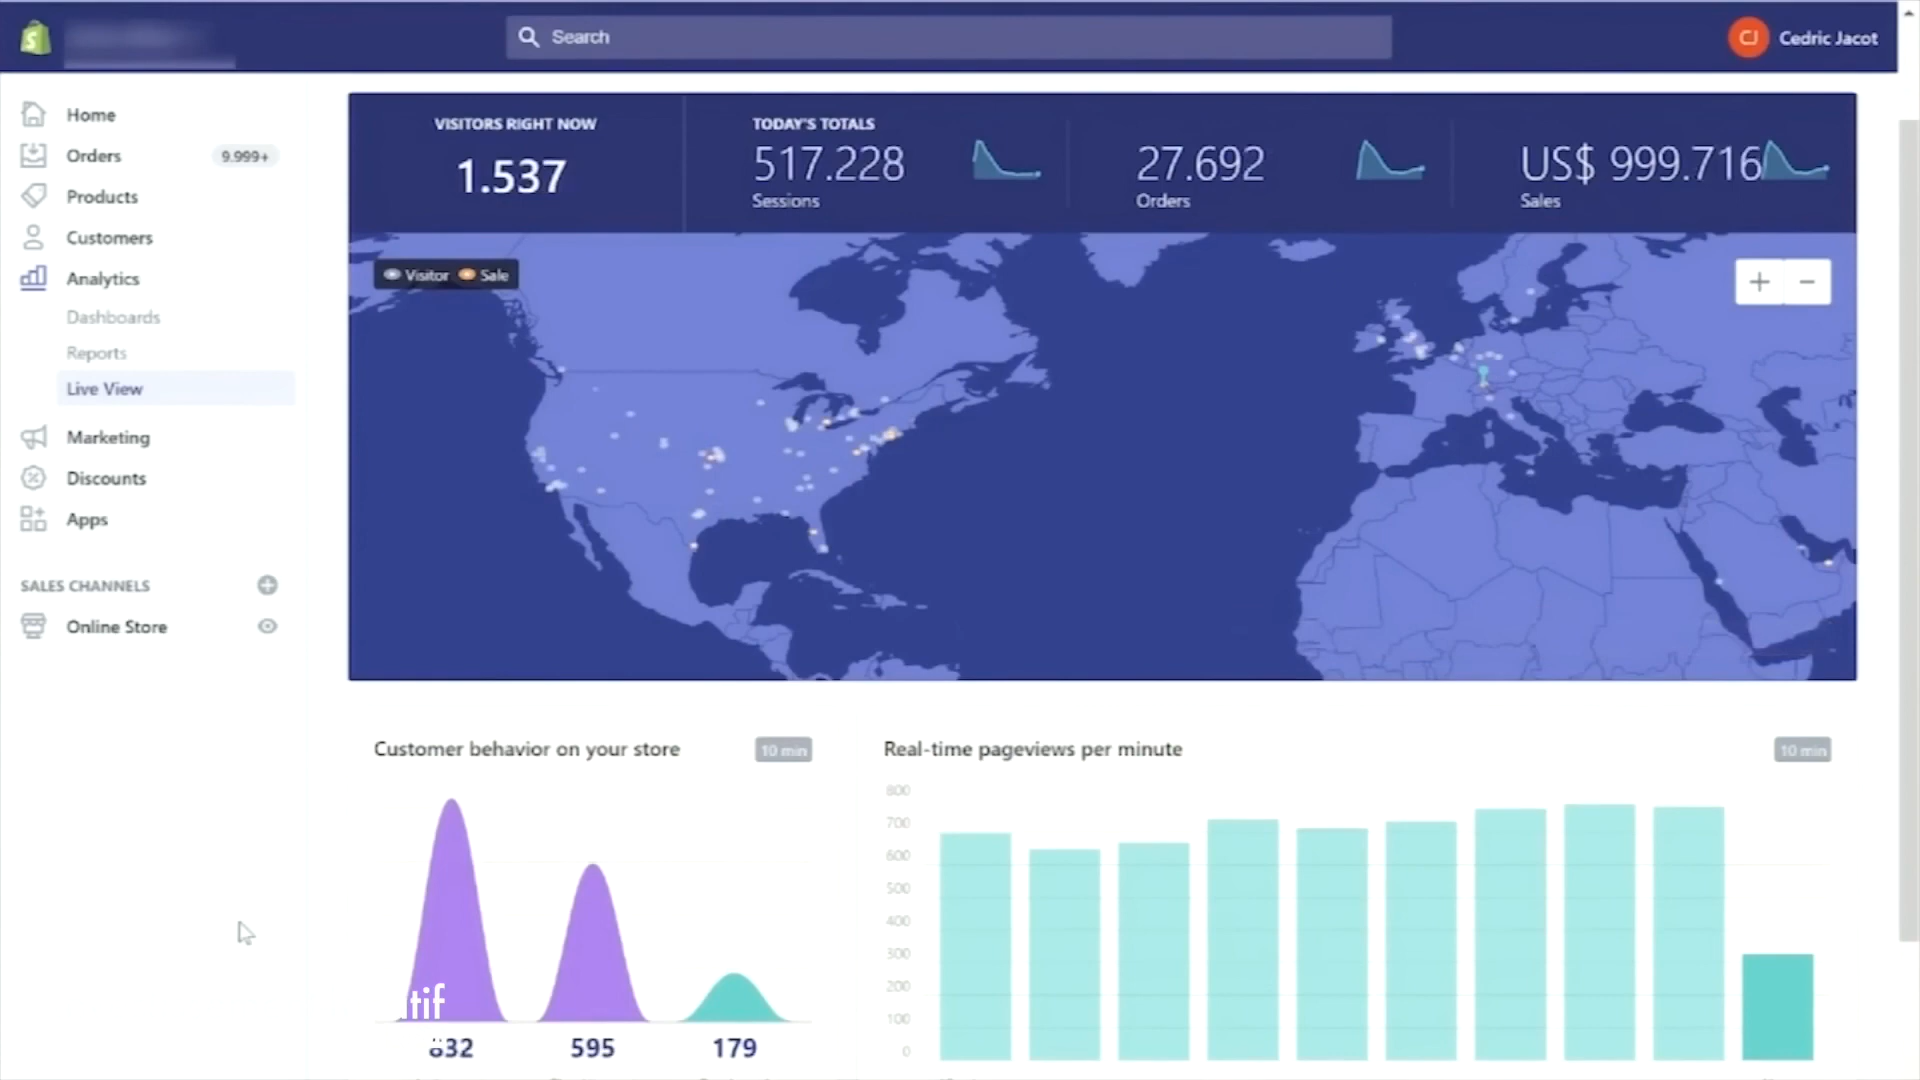 Search
CJ Cedric Jacot
Home
Orders 9.999+
Products
Customers
Analytics
Dashboards
Reports
Live View
Marketing
Discounts
Apps
SALES CHANNELS
Online Store
VISITORS RIGHT NOW
1.537
TODAY'S TOTALS
517.228
Sessions
27.692
Orders
US$ 999.716
Sales
Visitor Sale
Customer behavior on your store 10 min
832 595 179
Real-time pageviews per minute 10 min
800
700
600
500
400
300
200
100
0